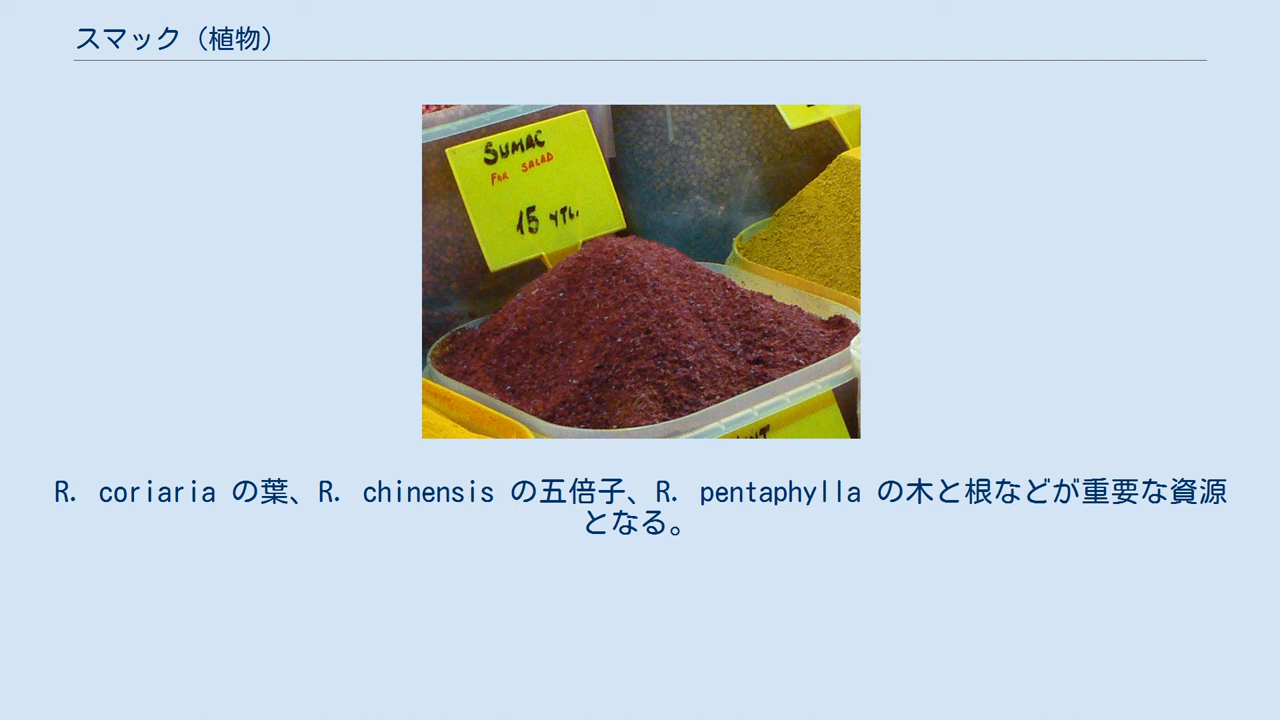 スマック（植物）
SUMAC
FOR SALAD
15 YTL.
R. coriaria の葉、R. chinensis の五倍子、R. pentaphylla の木と根などが重要な資源
となる。